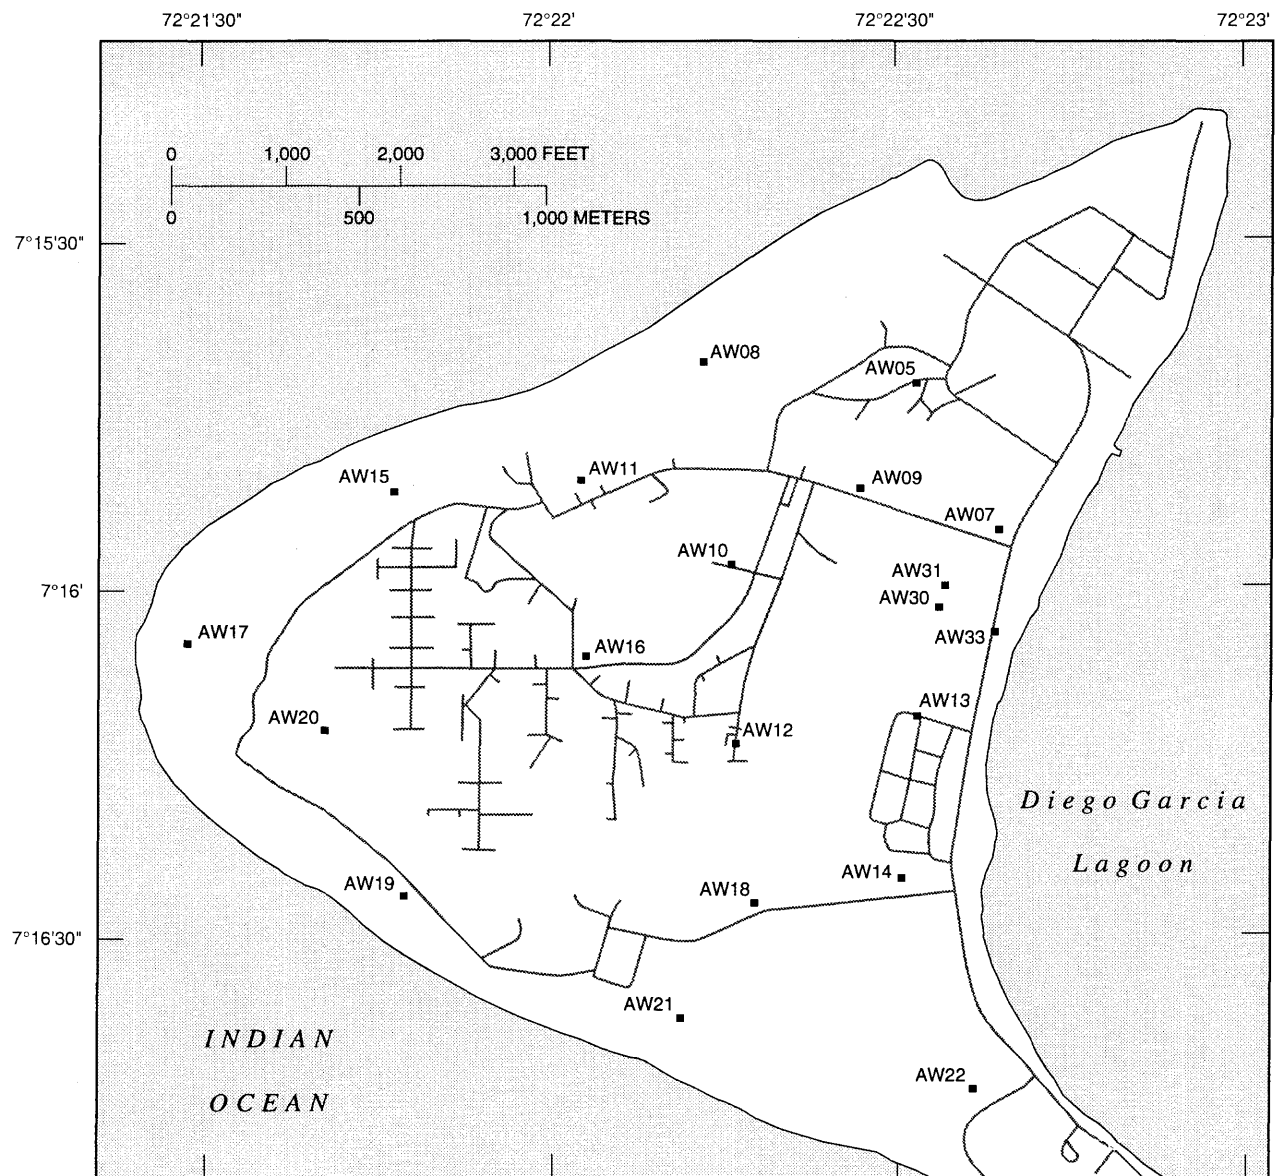 72°21'30" 72°22' 72°22'30" 72°23'
0 1,000 2,000 3,000 FEET
0 500 1,000 METERS
7°15'30"
AW08
AW05
AW11
AW15
AW09
AW07
AW10
AW31
7°16'
AW30
AW17
AW33
AW16
AW13
AW20
AW12
Diego Garcia
Lagoon
AW14
AW19
AW18
7°16'30"
AW21
INDIAN
OCEAN
AW22